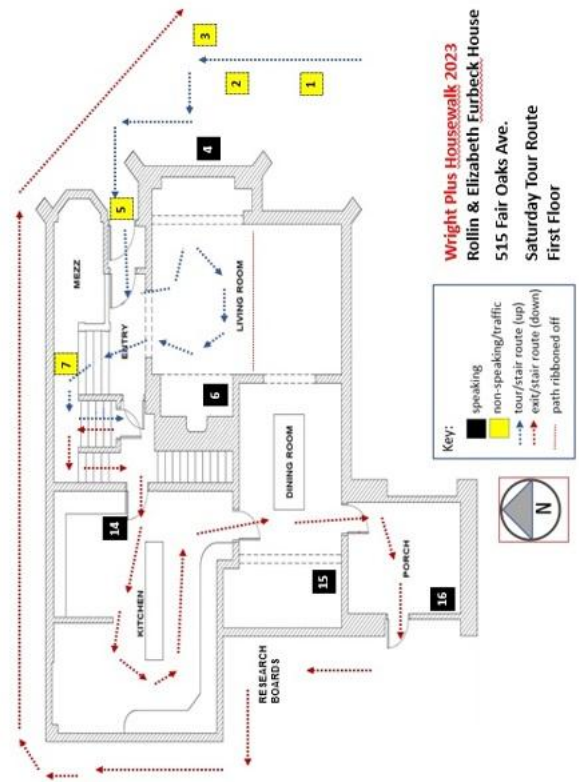 Wright Plus Housewalk 2023
Rollin & Elizabeth Furbeck House
515 Fair Oaks Ave.
Saturday Tour Route
First Floor
Key:
speaking
non-speaking/traffic
tour/stair route (up)
exit/stair route (down)
path ribboned off
N
MEZZ
ENTRY
LIVING ROOM
DINING ROOM
KITCHEN
PORCH
RESEARCH
BOARDS
1
2
3
4
5
6
7
14
15
16